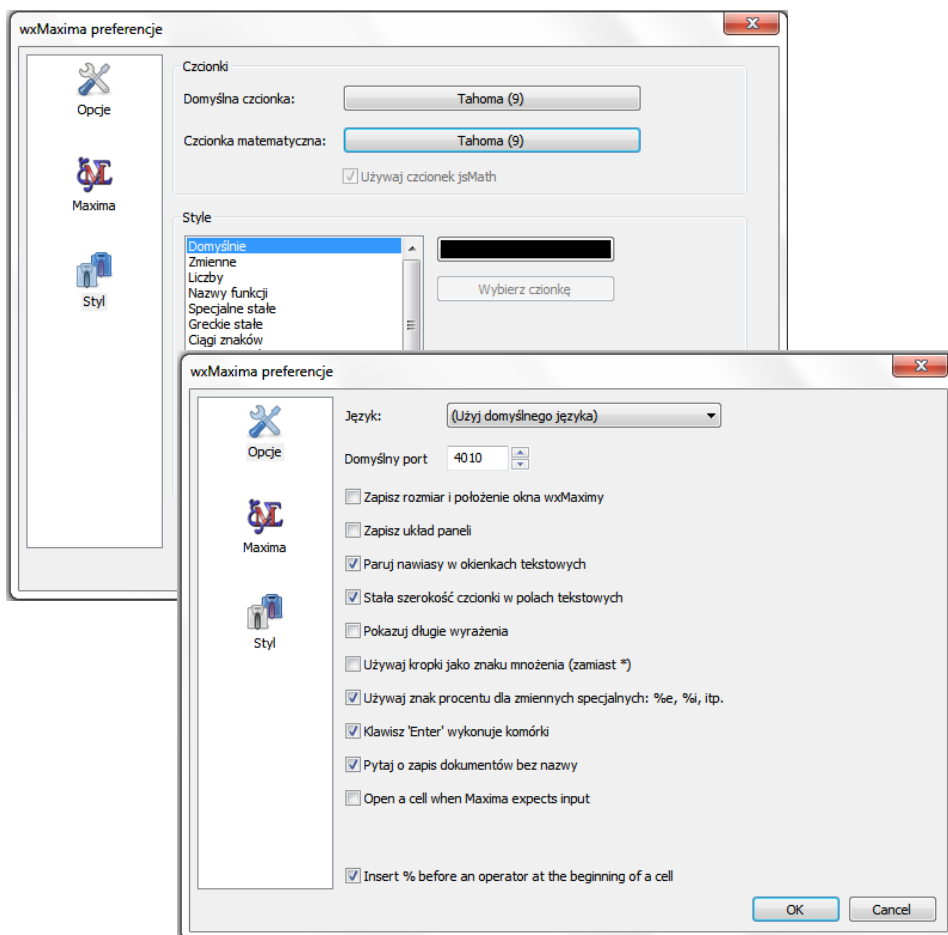 wxMaxima preferencje
Opcje
Maxima
Styl
Czcionki
Domyślna czcionka: Tahoma (9)
Czcionka matematyczna: Tahoma (9)
Używaj czcionek jsMath
Style
Domyślnie
Zmienne
Liczby
Nazwy funkcji
Specjalne stałe
Greckie stałe
Ciągi znaków
Wybierz czionkę
wxMaxima preferencje
Opcje
Maxima
Styl
Język: (Użyj domyślnego języka)
Domyślny port 4010
Zapisz rozmiar i położenie okna wxMaximy
Zapisz układ paneli
Paruj nawiasy w okienkach tekstowych
Stała szerokość czcionki w polach tekstowych
Pokazuj długie wyrażenia
Używaj kropki jako znaku mnożenia (zamiast *)
Używaj znak procentu dla zmiennych specjalnych: %e, %i, itp.
Klawisz 'Enter' wykonuje komórki
Pytaj o zapis dokumentów bez nazwy
Open a cell when Maxima expects input
Insert % before an operator at the beginning of a cell
OK Cancel